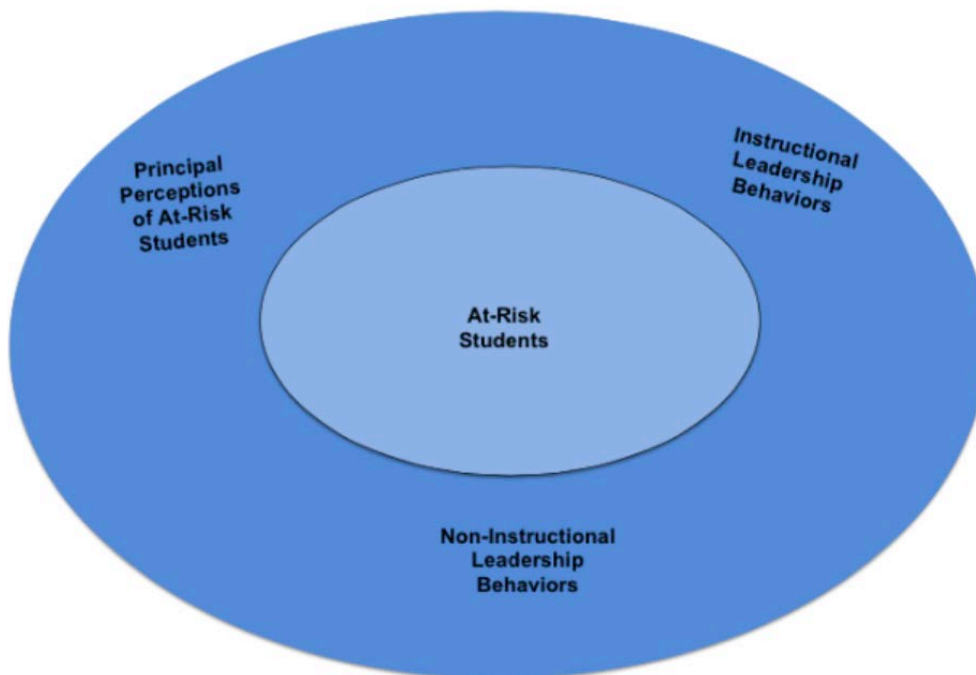 Principal
Perceptions
of At-Risk
Students
Instructional
Leadership
Behaviors
At-Risk
Students
Non-Instructional
Leadership
Behaviors